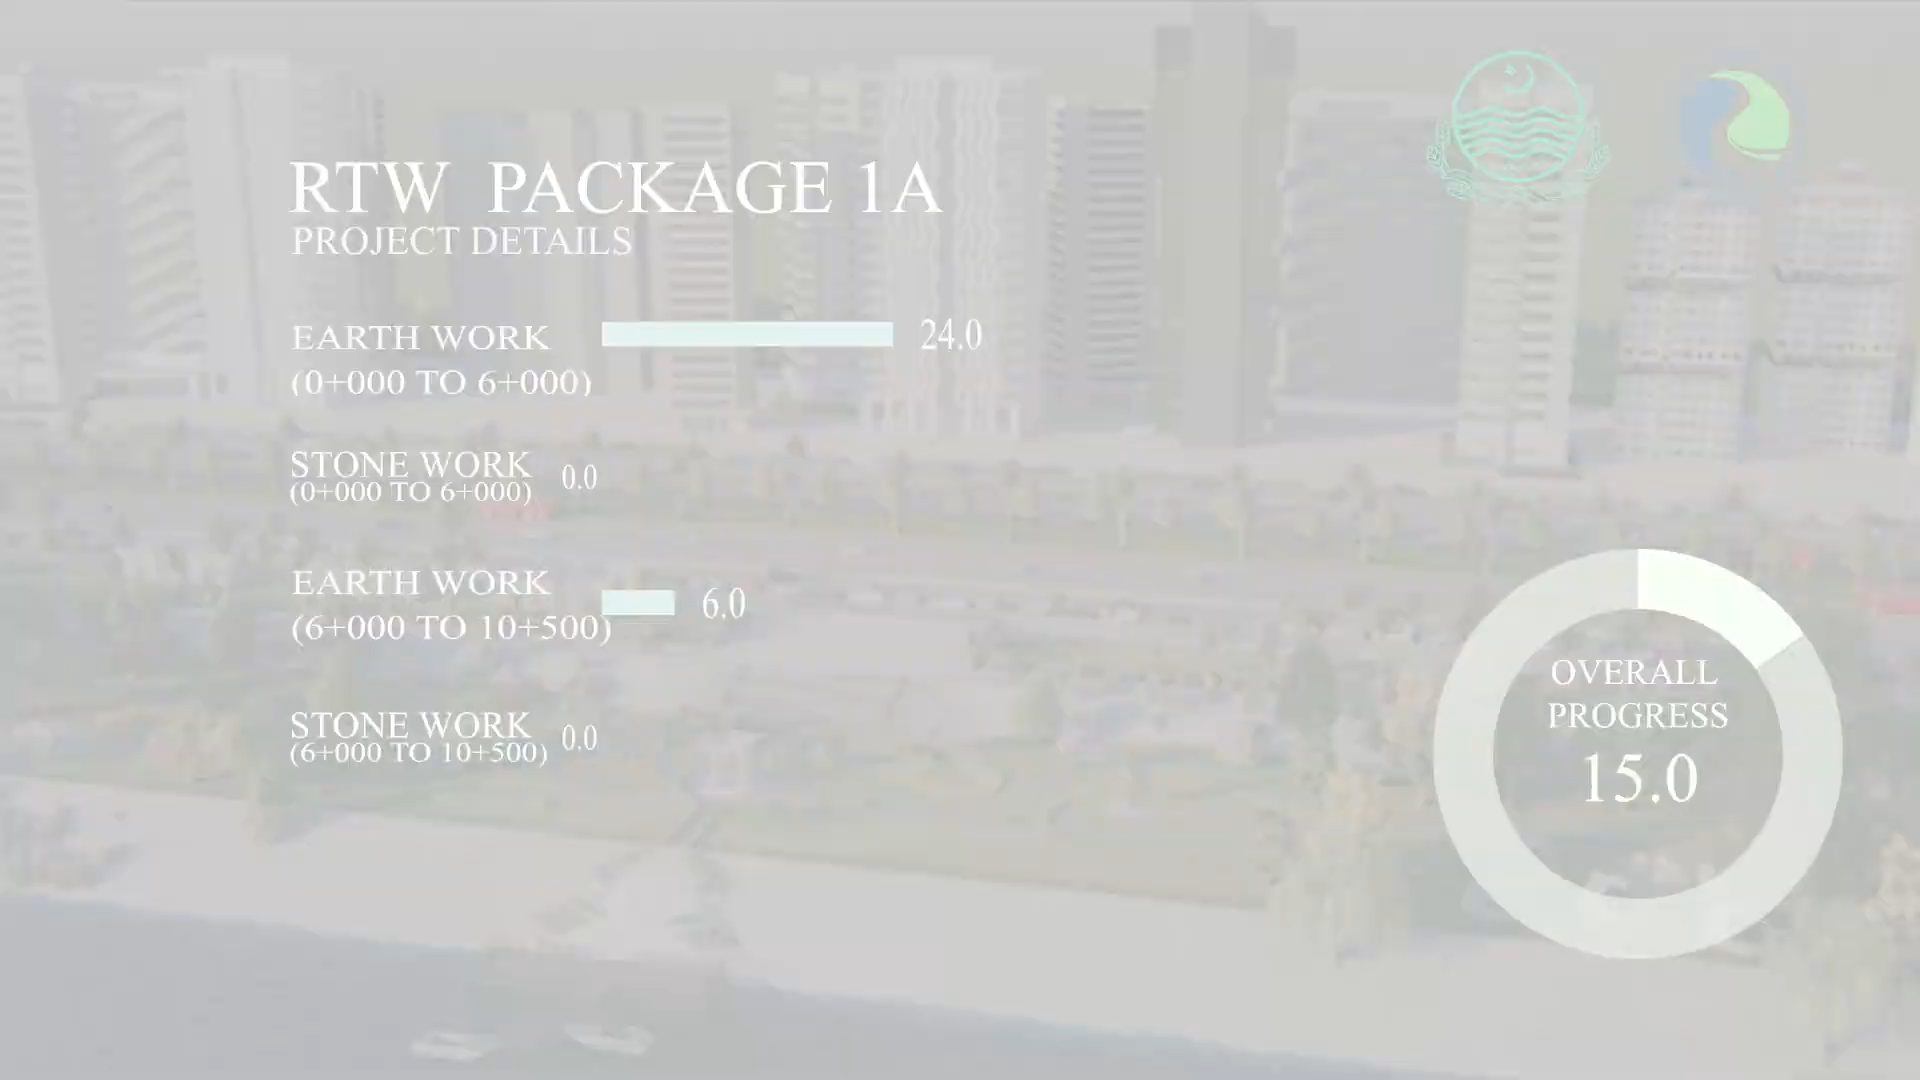 RTW PACKAGE 1A
PROJECT DETAILS
EARTH WORK
(0+000 TO 6+000)
24.0
STONE WORK
(0+000 TO 6+000)
0.0
EARTH WORK
(6+000 TO 10+500)
6.0
STONE WORK
(6+000 TO 10+500)
0.0
OVERALL
PROGRESS
15.0